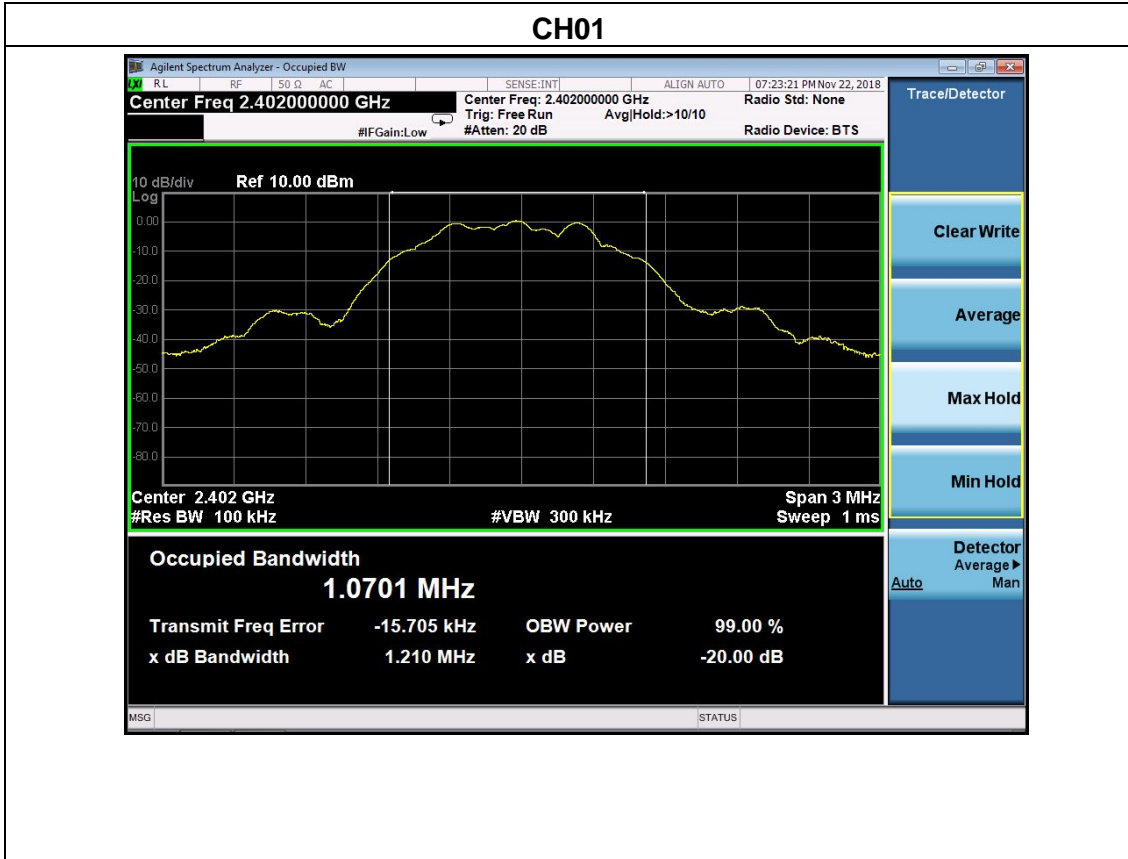 CH01
Agilent Spectrum Analyzer - Occupied BW
LXI RL RF 50 Ω AC SENSE:INT ALIGN AUTO 07:23:21 PM Nov 22, 2018
Center Freq 2.402000000 GHz
Center Freq: 2.402000000 GHz Radio Std: None
Trig: Free Run Avg|Hold:>10/10
#IFGain:Low #Atten: 20 dB Radio Device: BTS
Trace/Detector
10 dB/div Ref 10.00 dBm
Log
0.00
-10.0
-20.0
-30.0
-40.0
-50.0
-60.0
-70.0
-80.0
Center 2.402 GHz Span 3 MHz
#Res BW 100 kHz #VBW 300 kHz Sweep 1 ms
Clear Write
Average
Max Hold
Min Hold
Detector
Average▶
Auto Man
Occupied Bandwidth
1.0701 MHz
Transmit Freq Error -15.705 kHz OBW Power 99.00 %
x dB Bandwidth 1.210 MHz x dB -20.00 dB
MSG STATUS